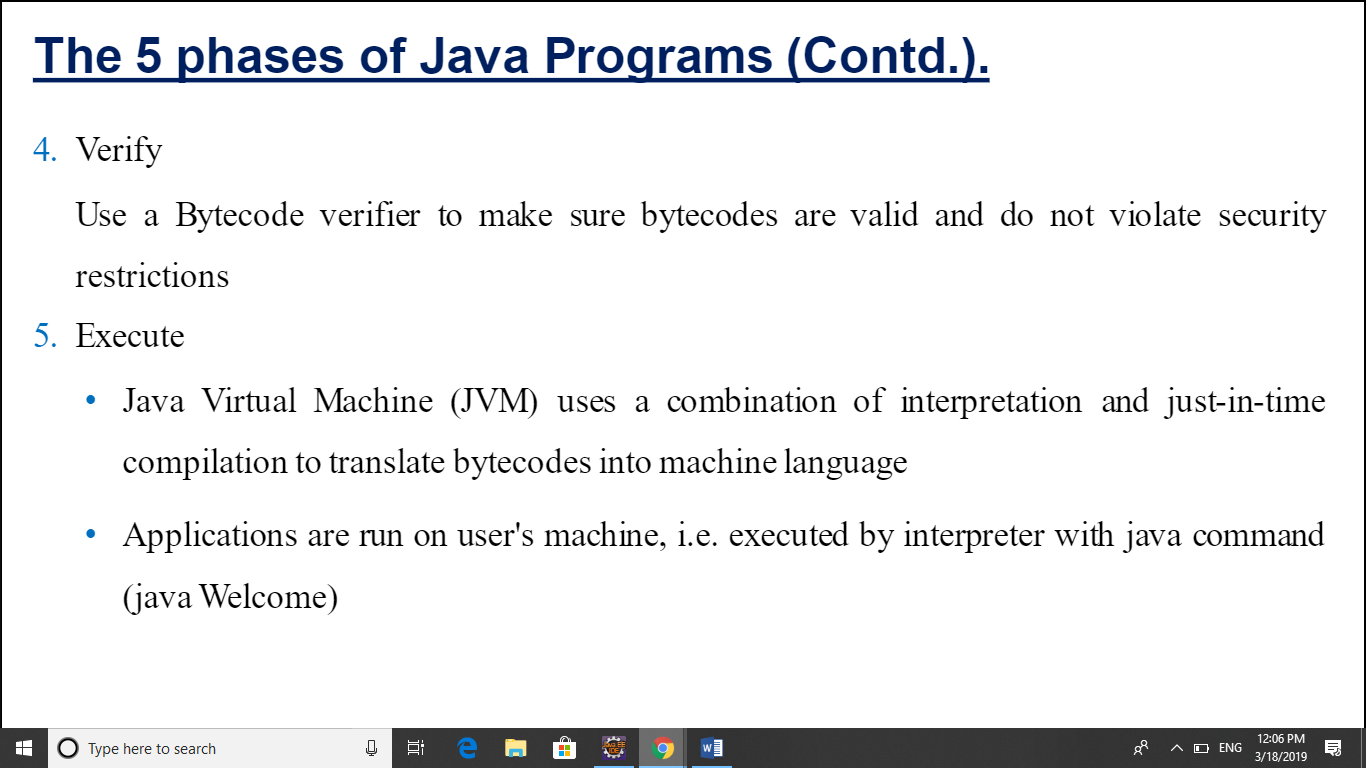 The 5 phases of Java Programs (Contd.).
4. Verify
Use a Bytecode verifier to make sure bytecodes are valid and do not violate security
restrictions
5. Execute
• Java Virtual Machine (JVM) uses a combination of interpretation and just-in-time
compilation to translate bytecodes into machine language
• Applications are run on user's machine, i.e. executed by interpreter with java command
(java Welcome)
Type here to search
ENG
12:06 PM
3/18/2019